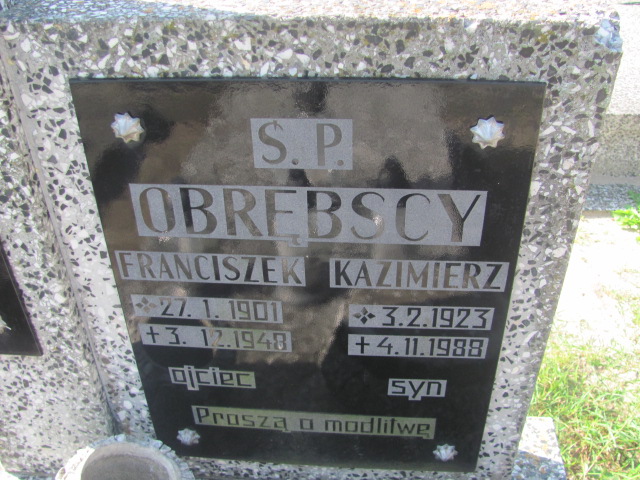 Ś. P.
OBRĘBSCY
FRANCISZEK KAZIMIERZ
27. 1. 1901 3.2.1923
+3. 12.1948 +4.11.1988
ojciec syn
Proszą o modlitwę